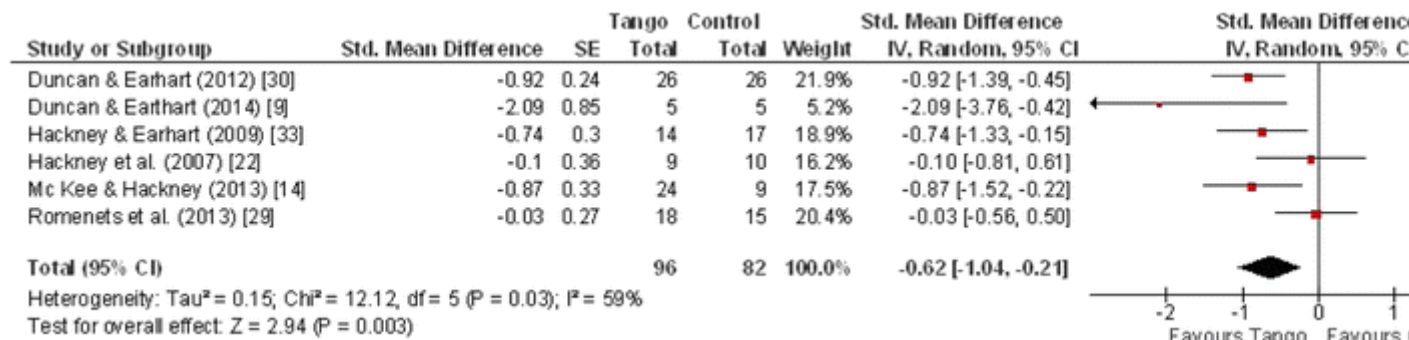 Tango Control Std. Mean Difference Std. Mean Difference
Study or Subgroup Std. Mean Difference SE Total Total Weight IV, Random, 95% CI IV, Random, 95% C
Duncan & Earhart (2012) [30] -0.92 0.24 26 26 21.9% -0.92 [-1.39, -0.45]
Duncan & Earthart (2014) [9] -2.09 0.85 5 5 5.2% -2.09 [-3.76, -0.42]
Hackney & Earhart (2009) [33] -0.74 0.3 14 17 18.9% -0.74 [-1.33, -0.15]
Hackney et al. (2007) [22] -0.1 0.36 9 10 16.2% -0.10 [-0.81, 0.61]
Mc Kee & Hackney (2013) [14] -0.87 0.33 24 9 17.5% -0.87 [-1.52, -0.22]
Romenets et al. (2013) [29] -0.03 0.27 18 15 20.4% -0.03 [-0.56, 0.50]
Total (95% CI) 96 82 100.0% -0.62 [-1.04, -0.21]
Heterogeneity: Tau² = 0.15; Chi² = 12.12, df = 5 (P = 0.03); I² = 59%
Test for overall effect: Z = 2.94 (P = 0.003)
-2 -1 0 1
Favours Tango Favours